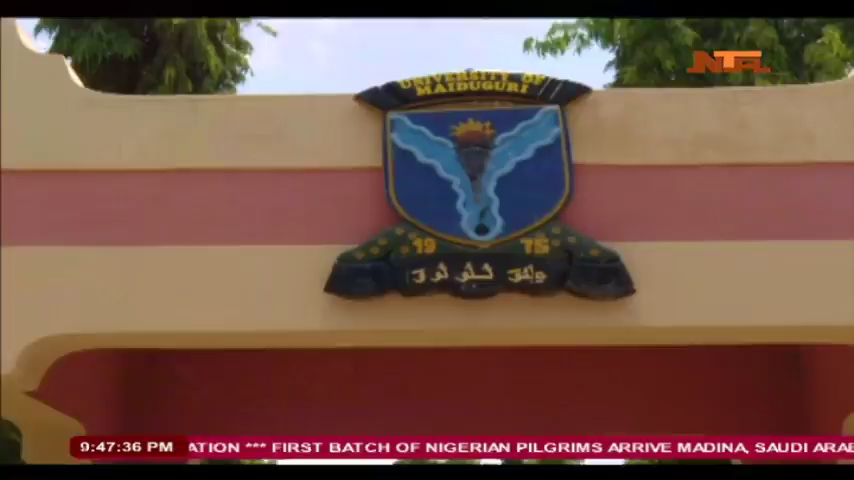 NTA
UNIVERSITY OF
MAIDUGURI
19 75
9:47:36 PM ATION *** FIRST BATCH OF NIGERIAN PILGRIMS ARRIVE MADINA, SAUDI ARAB